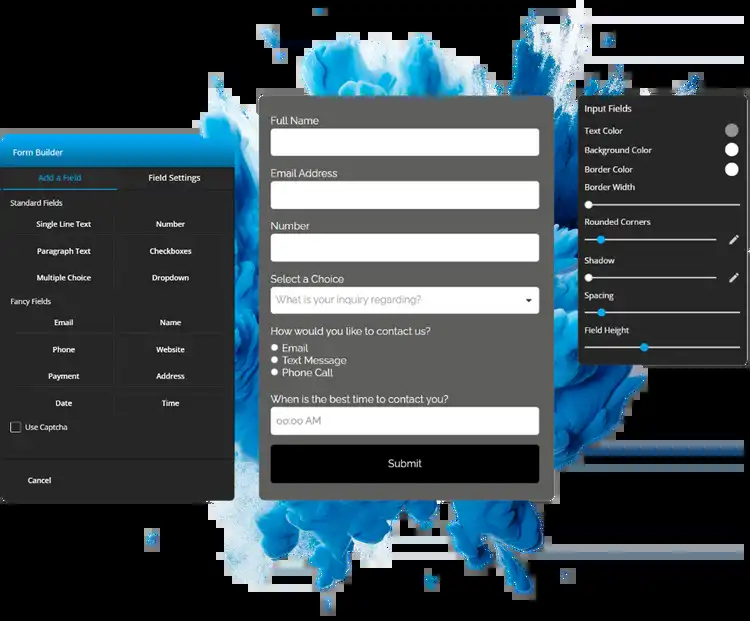 Form Builder
Add a Field
Field Settings
Standard Fields
Single Line Text
Number
Paragraph Text
Checkboxes
Multiple Choice
Dropdown
Fancy Fields
Email
Name
Phone
Website
Payment
Address
Date
Time
Use Captcha
Cancel
Full Name
Email Address
Number
Select a Choice
What is your inquiry regarding?
How would you like to contact us?
Email
Text Message
Phone Call
When is the best time to contact you?
00:00 AM
Submit
Input Fields
Text Color
Background Color
Border Color
Border Width
Rounded Corners
Shadow
Spacing
Field Height